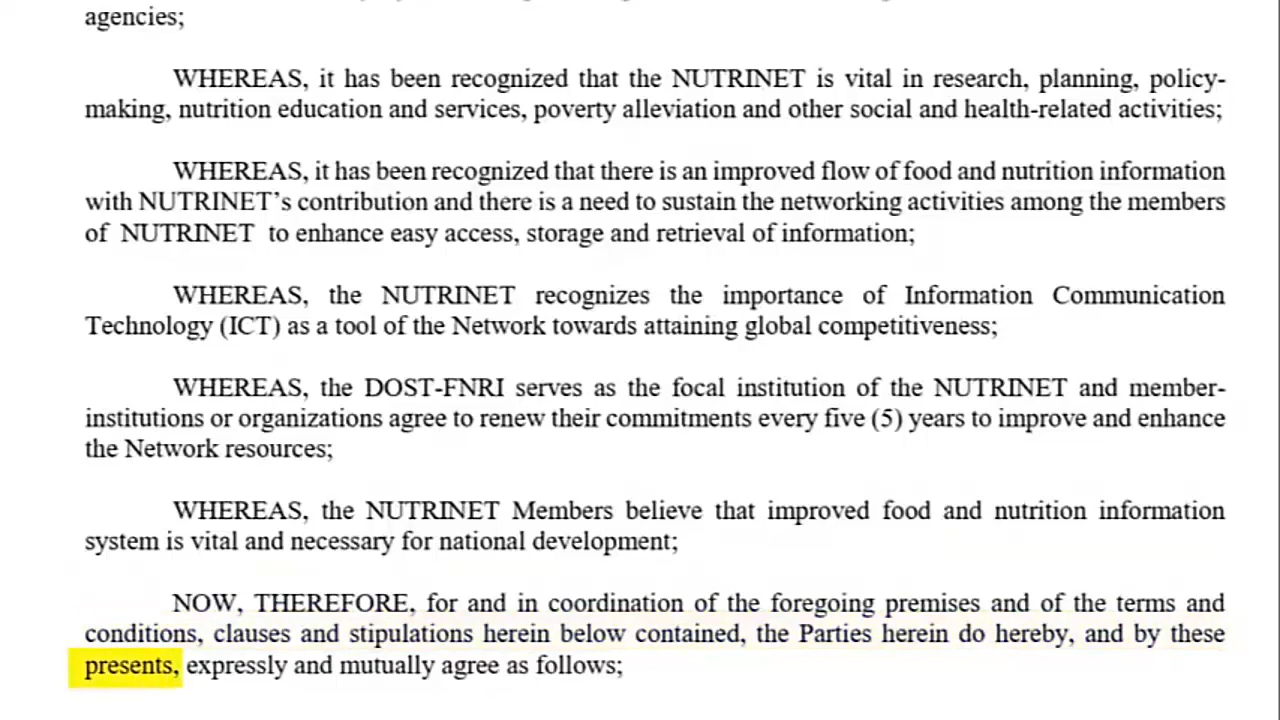 agencies;
WHEREAS, it has been recognized that the NUTRINET is vital in research, planning, policy-
making, nutrition education and services, poverty alleviation and other social and health-related activities;
WHEREAS, it has been recognized that there is an improved flow of food and nutrition information
with NUTRINET's contribution and there is a need to sustain the networking activities among the members
of NUTRINET to enhance easy access, storage and retrieval of information;
WHEREAS, the NUTRINET recognizes the importance of Information Communication
Technology (ICT) as a tool of the Network towards attaining global competitiveness;
WHEREAS, the DOST-FNRI serves as the focal institution of the NUTRINET and member-
institutions or organizations agree to renew their commitments every five (5) years to improve and enhance
the Network resources;
WHEREAS, the NUTRINET Members believe that improved food and nutrition information
system is vital and necessary for national development;
NOW, THEREFORE, for and in coordination of the foregoing premises and of the terms and
conditions, clauses and stipulations herein below contained, the Parties herein do hereby, and by these
presents, expressly and mutually agree as follows;